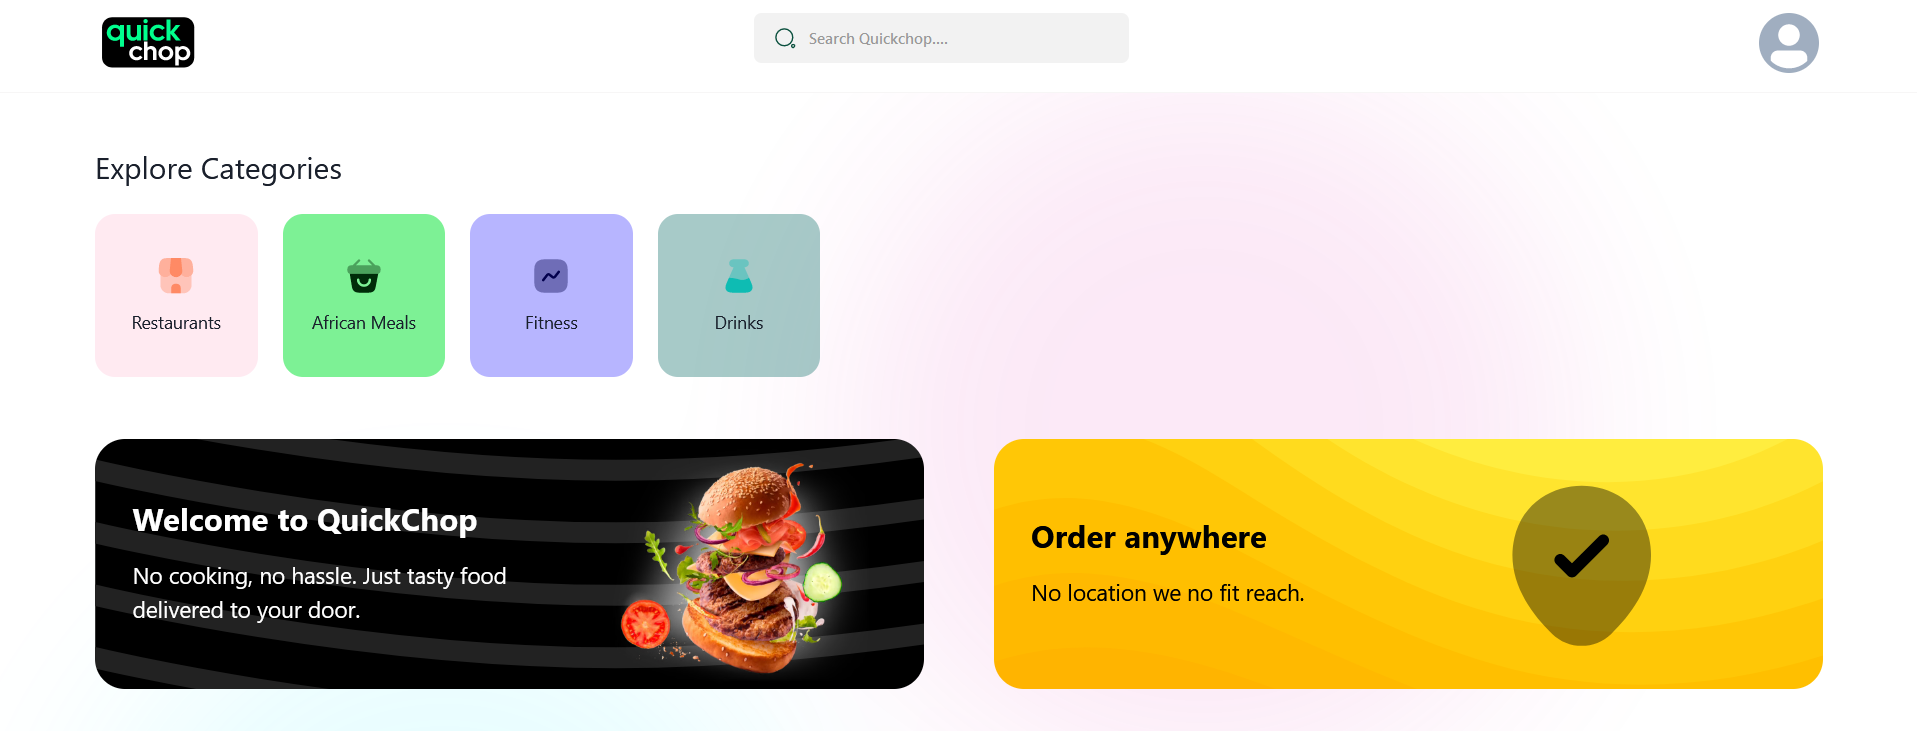 quick
chop
Search Quickchop....
Explore Categories
Restaurants
African Meals
Fitness
Drinks
Welcome to QuickChop
No cooking, no hassle. Just tasty food
delivered to your door.
Order anywhere
No location we no fit reach.